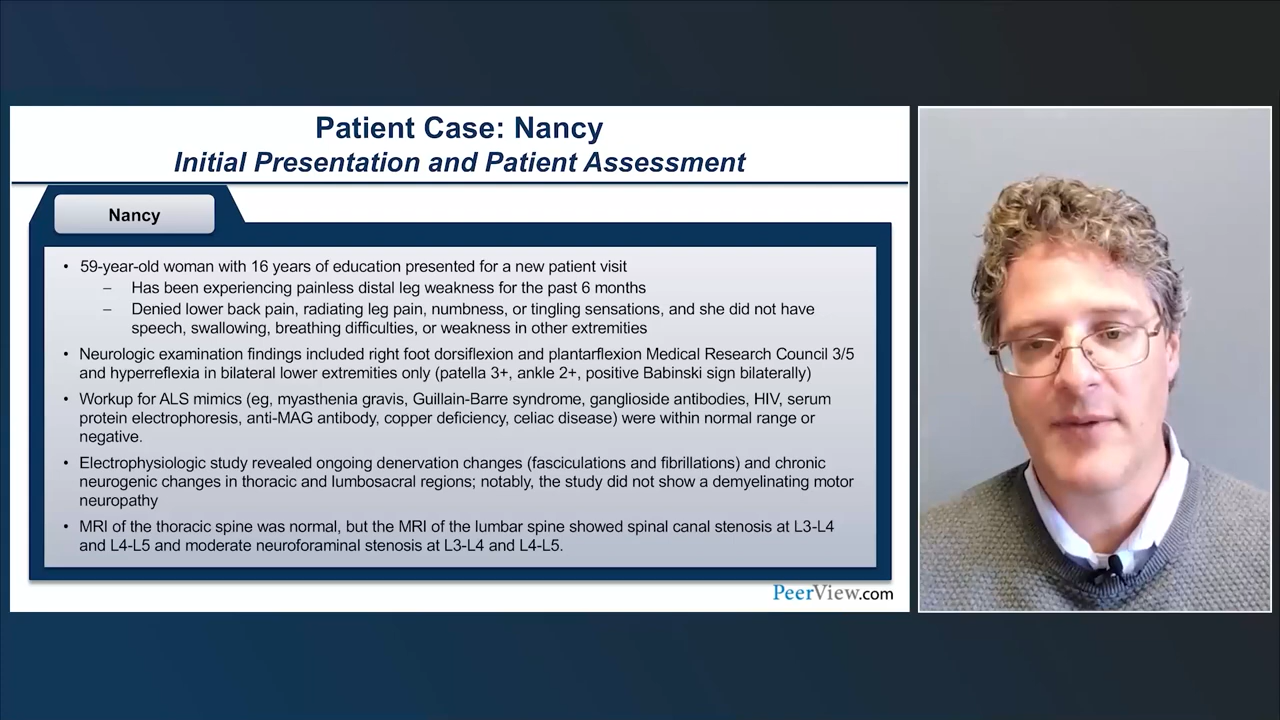 Patient Case: Nancy
Initial Presentation and Patient Assessment
Nancy
• 59-year-old woman with 16 years of education presented for a new patient visit
– Has been experiencing painless distal leg weakness for the past 6 months
– Denied lower back pain, radiating leg pain, numbness, or tingling sensations, and she did not have
speech, swallowing, breathing difficulties, or weakness in other extremities
• Neurologic examination findings included right foot dorsiflexion and plantarflexion Medical Research Council 3/5
and hyperreflexia in bilateral lower extremities only (patella 3+, ankle 2+, positive Babinski sign bilaterally)
• Workup for ALS mimics (eg, myasthenia gravis, Guillain-Barre syndrome, ganglioside antibodies, HIV, serum
protein electrophoresis, anti-MAG antibody, copper deficiency, celiac disease) were within normal range or
negative.
• Electrophysiologic study revealed ongoing denervation changes (fasciculations and fibrillations) and chronic
neurogenic changes in thoracic and lumbosacral regions; notably, the study did not show a demyelinating motor
neuropathy
• MRI of the thoracic spine was normal, but the MRI of the lumbar spine showed spinal canal stenosis at L3-L4
and L4-L5 and moderate neuroforaminal stenosis at L3-L4 and L4-L5.
PeerView.com